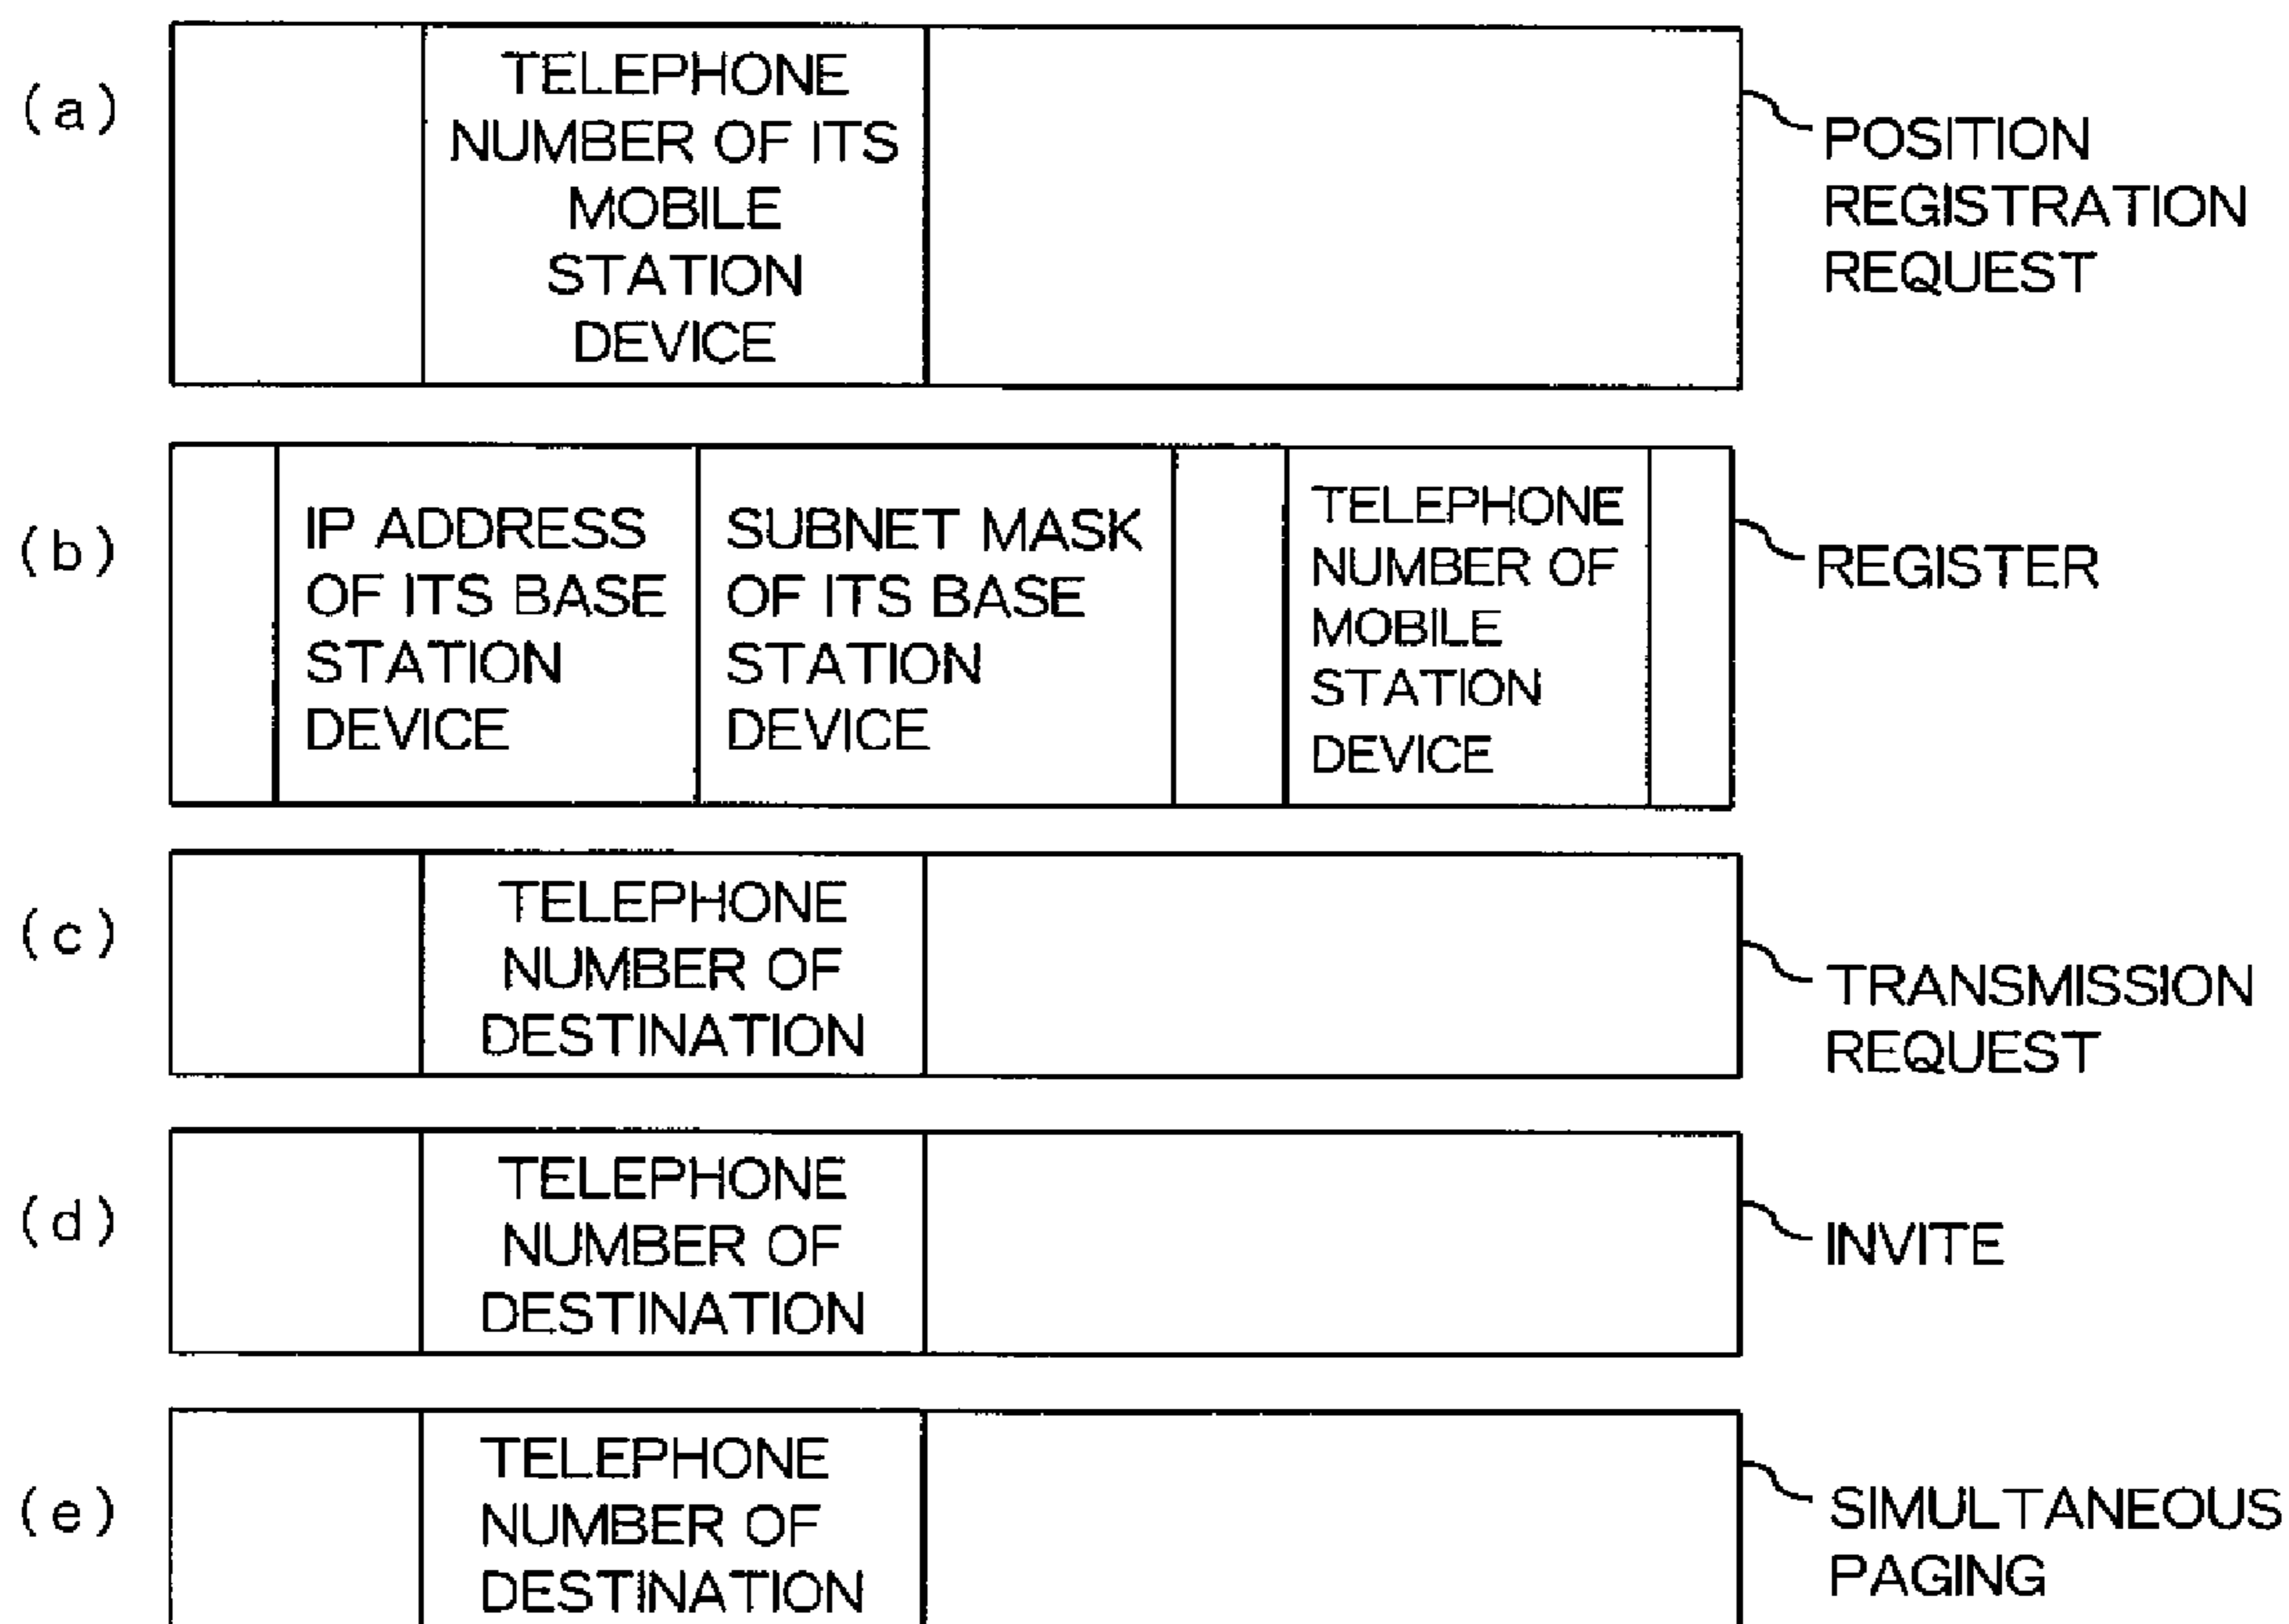 (a)
TELEPHONE
NUMBER OF ITS
MOBILE
STATION
DEVICE
POSITION
REGISTRATION
REQUEST
(b)
IP ADDRESS
OF ITS BASE
STATION
DEVICE
SUBNET MASK
OF ITS BASE
STATION
DEVICE
TELEPHONE
NUMBER OF
MOBILE
STATION
DEVICE
REGISTER
(c)
TELEPHONE
NUMBER OF
DESTINATION
TRANSMISSION
REQUEST
(d)
TELEPHONE
NUMBER OF
DESTINATION
INVITE
(e)
TELEPHONE
NUMBER OF
DESTINATION
SIMULTANEOUS
PAGING